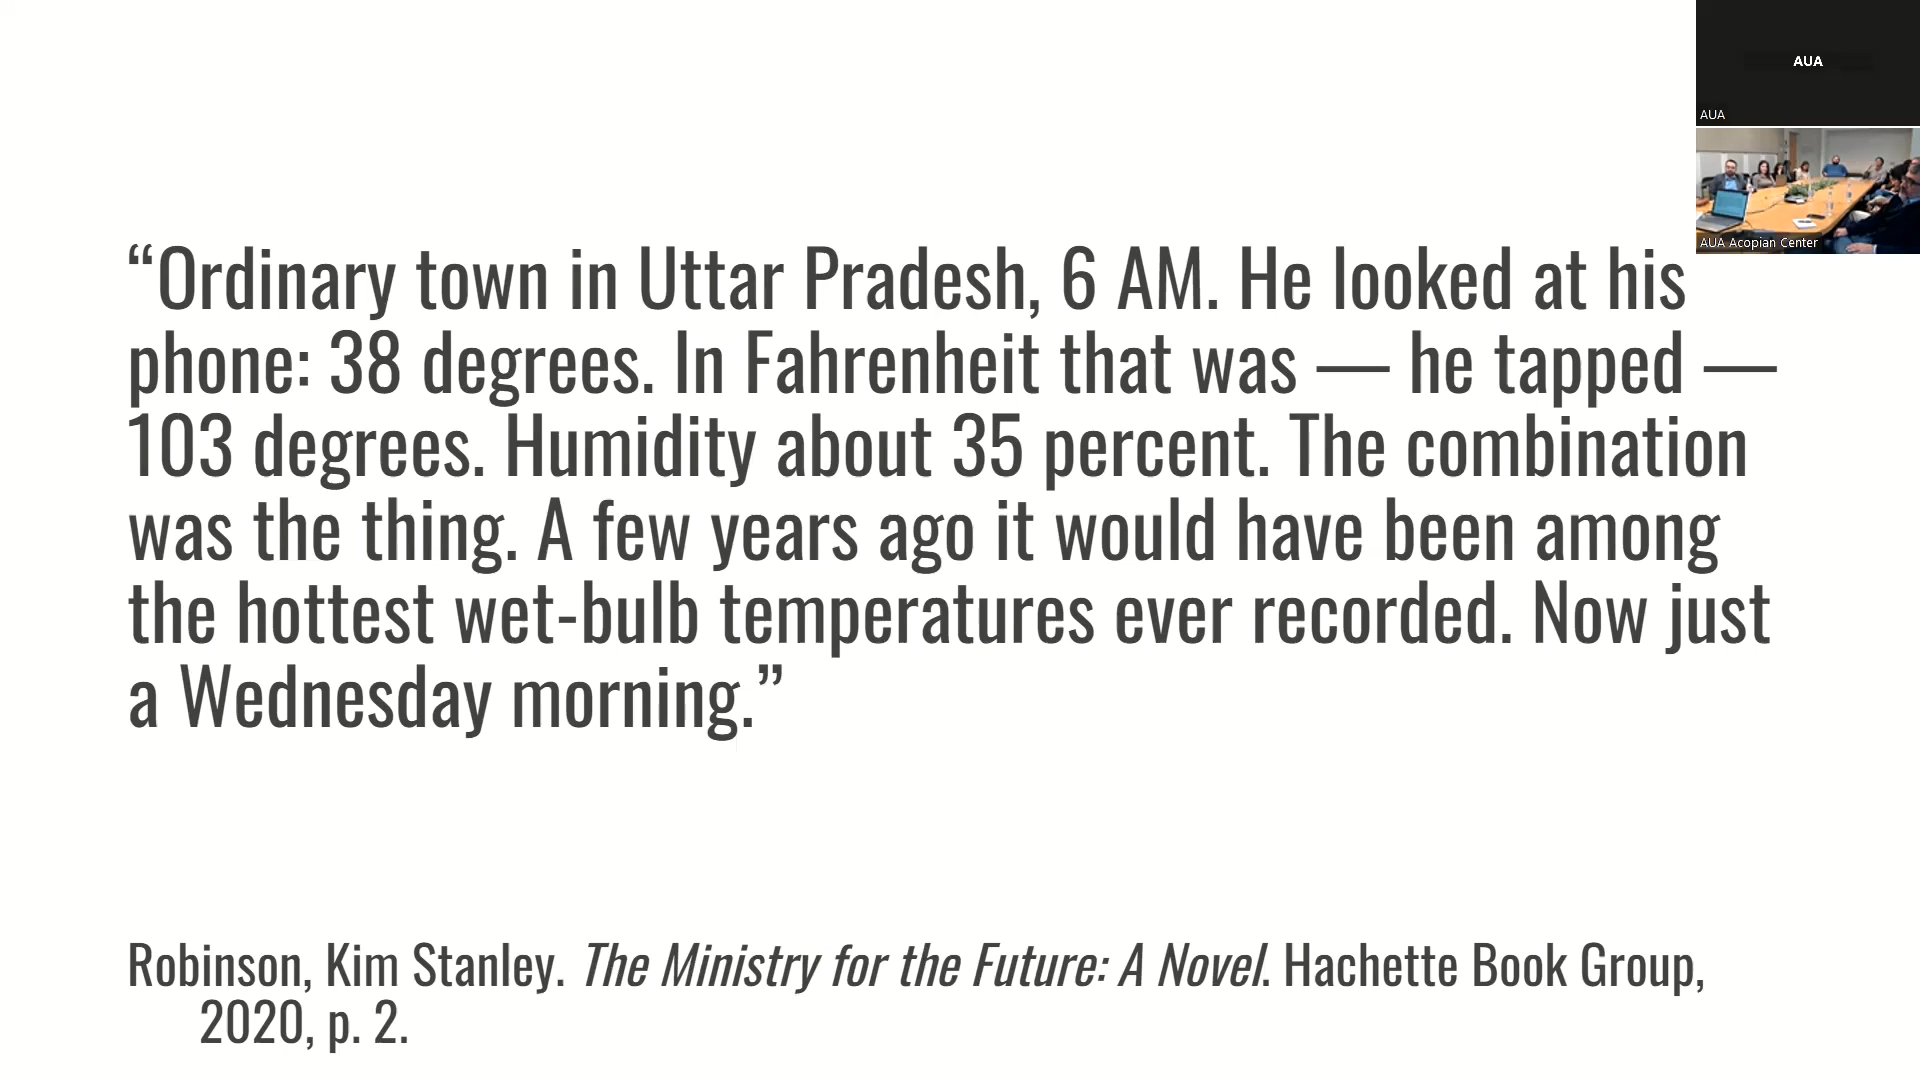 AUA
AUA
AUA Acopian Center
“Ordinary town in Uttar Pradesh, 6 AM. He looked at his
phone: 38 degrees. In Fahrenheit that was — he tapped —
103 degrees. Humidity about 35 percent. The combination
was the thing. A few years ago it would have been among
the hottest wet-bulb temperatures ever recorded. Now just
a Wednesday morning.”
Robinson, Kim Stanley. The Ministry for the Future: A Novel. Hachette Book Group,
2020, p. 2.